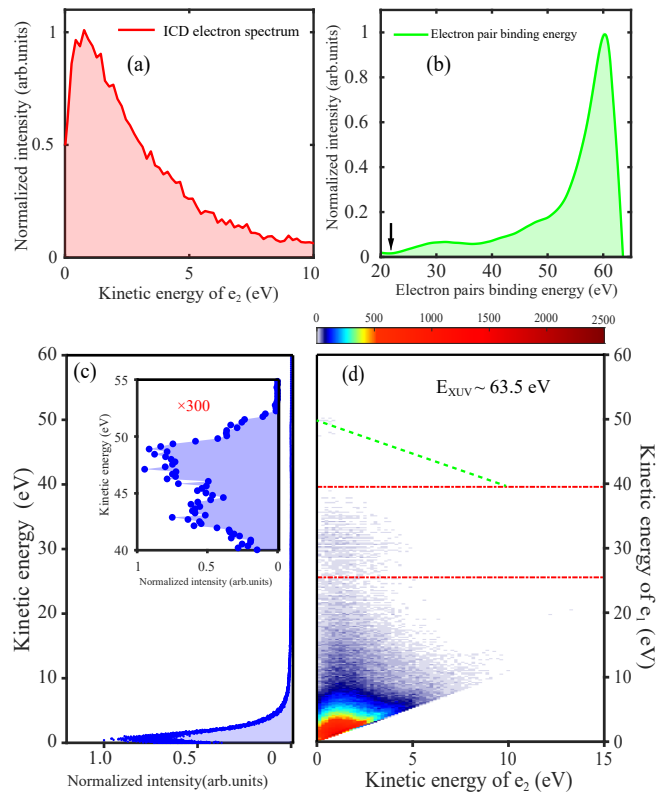 Normalized intensity (arb.units)
1
0.5
0
0 5 10
Kinetic energy of e2 (eV)
ICD electron spectrum
(a)
Normalized intensity (arb.units)
1
0.8
0.6
0.4
0.2
0
20 30 40 50 60
Electron pairs binding energy (eV)
Electron pair binding energy
(b)
0 500 1000 1500 2000 2500
Kinetic energy (eV)
60
50
40
30
20
10
0
1.0 0.5 0
Normalized intensity(arb.units)
(c)
×300
Kinetic energy (eV)
55
50
45
40
1 0.5 0
Normalized intensity (arb.units)
(d)
EXUV~ 63.5 eV
60
50
40
30
20
10
0
Kinetic energy of e1 (eV)
0 5 10 15
Kinetic energy of e2 (eV)